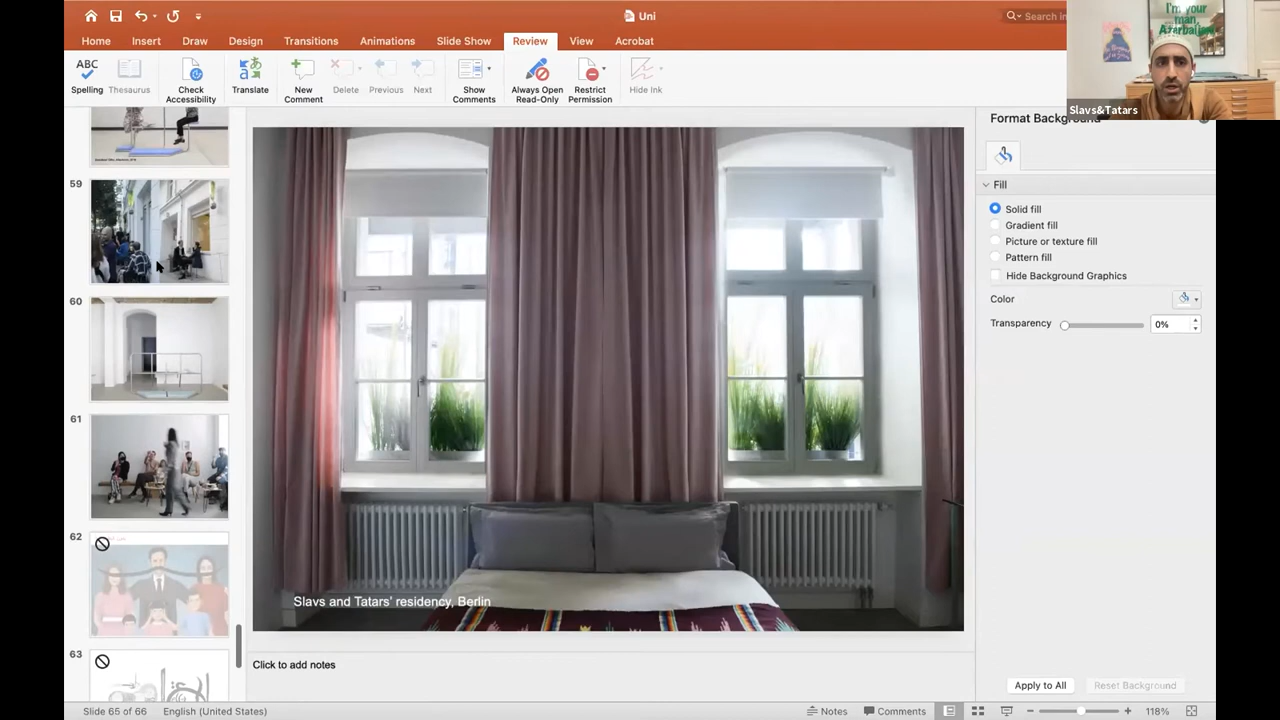 Uni
Search in
Home Insert Draw Design Transitions Animations Slide Show Review View Acrobat
ABC
Spelling
Thesaurus
Check
Accessibility
Translate
New
Comment
Delete
Previous
Next
Show
Comments
Always Open
Read-Only
Restrict
Permission
Hide Ink
I'm your
man,
Azerbaijan
Slavs&Tatars
Format Background
Fill
Solid fill
Gradient fill
Picture or texture fill
Pattern fill
Hide Background Graphics
Color
Transparency 0%
59
60
61
62
63
Slavs and Tatars' residency, Berlin
Click to add notes
Apply to All Reset Background
Slide 65 of 66 English (United States) Notes Comments 118%